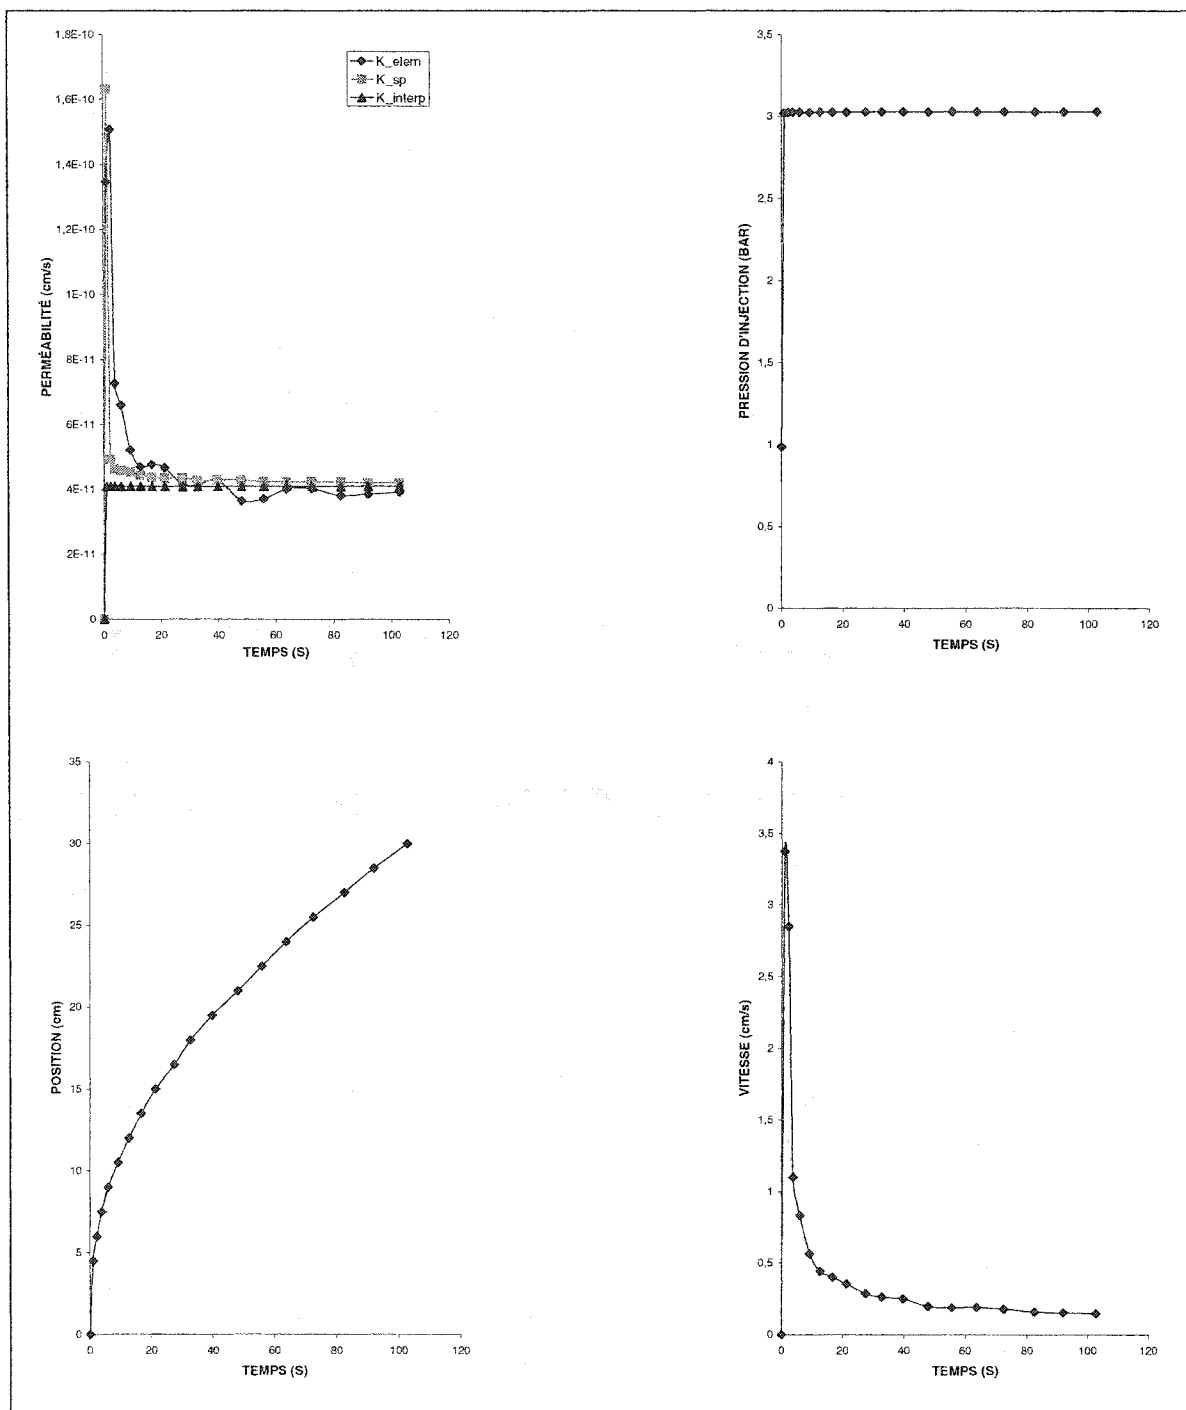 1,8E-10
1,6E-10
1,4E-10
1,2E-10
1E-10
8E-11
6E-11
4E-11
2E-11
0
PERMÉABILITÉ (cm/s)
K_elem
K_sp
K_interp
0 20 40 60 80 100 120
TEMPS (S)
3,5
3
2,5
2
1,5
1
0,5
0
PRESSION D'INJECTION (BAR)
0 20 40 60 80 100 120
TEMPS (S)
35
30
25
20
15
10
5
0
POSITION (cm)
0 20 40 60 80 100 120
TEMPS (S)
4
3,5
3
2,5
2
1,5
1
0,5
0
VITESSE (cm/s)
0 20 40 60 80 100 120
TEMPS (S)